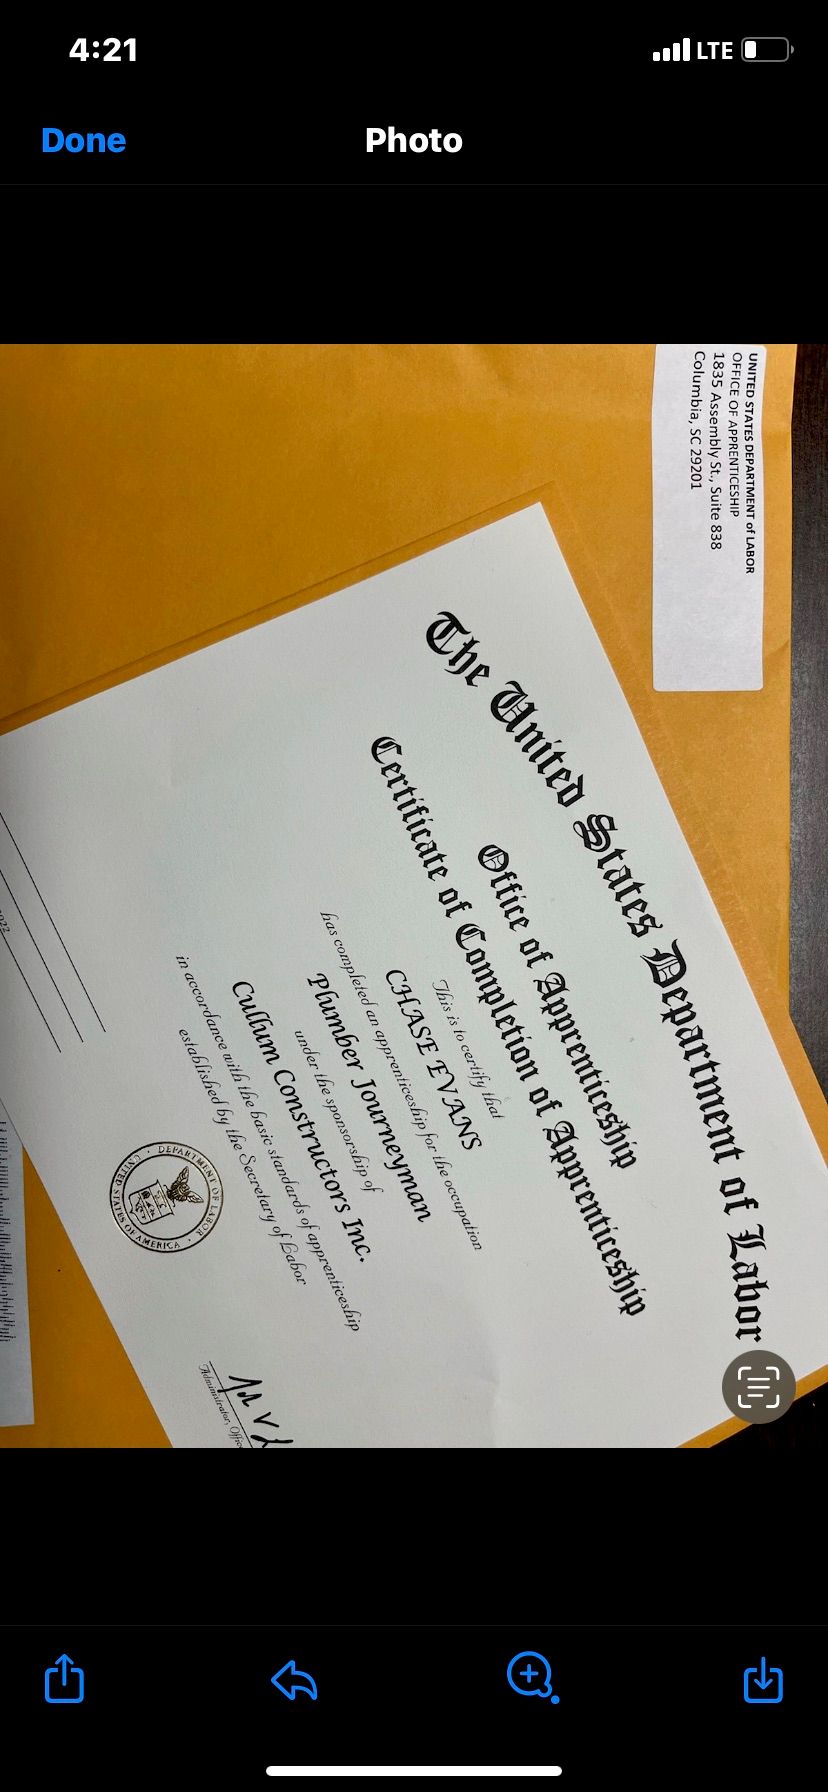 4:21
LTE
Done
Photo
UNITED STATES DEPARTMENT of LABOR
OFFICE OF APPRENTICESHIP
1835 Assembly St., Suite 838
Columbia, SC 29201
The United States Department of Labor
Office of Apprenticeship
Certificate of Completion of Apprenticeship
This is to certify that
CHASE EVANS
has completed an apprenticeship for the occupation
Plumber Journeyman
under the sponsorship of
Cullum Constructors Inc.
in accordance with the basic standards of apprenticeship
established by the Secretary of Labor
DEPARTMENT OF LABOR
UNITED STATES OF AMERICA
Administrator,